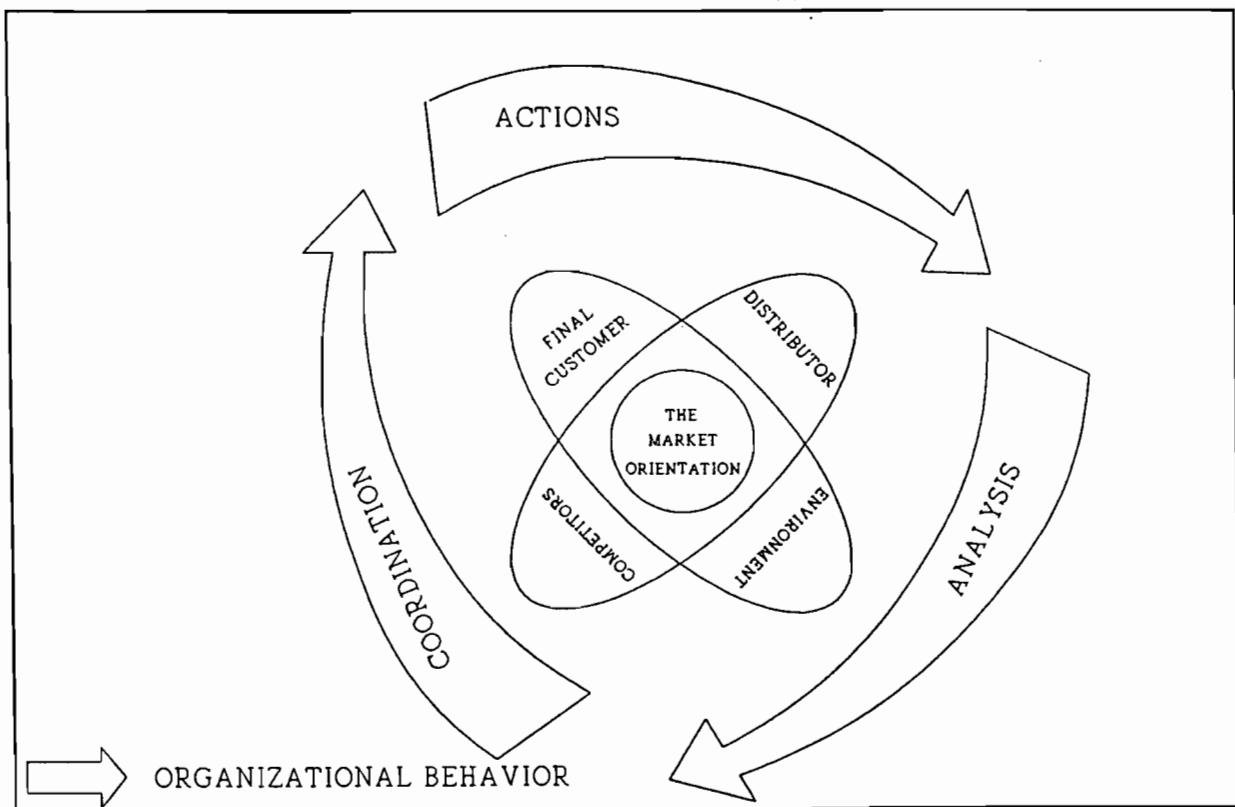 ACTIONS
FINAL
CUSTOMER
DISTRIBUTOR
THE
MARKET
ORIENTATION
COMPETITORS
ENVIRONMENT
COORDINATION
ANALYSIS
ORGANIZATIONAL BEHAVIOR